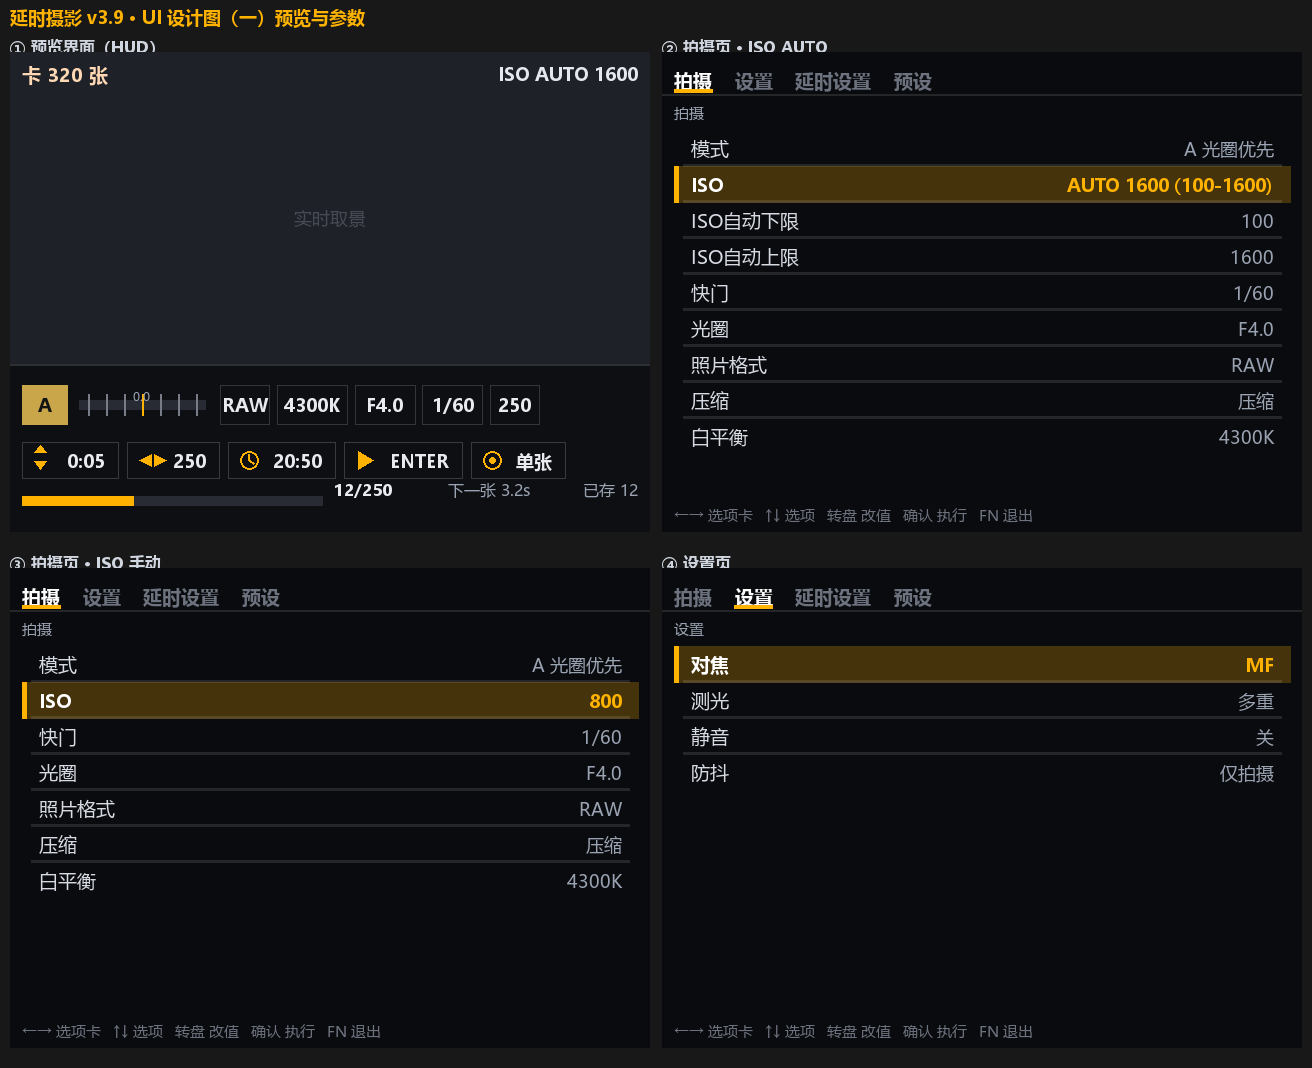 延时摄影 v3.9 • UI 设计图（一）预览与参数
① 预览界面（HUD）
卡 320 张
ISO AUTO 1600
实时取景
A
0.0
RAW
4300K
F4.0
1/60
250
0:05
250
20:50
ENTER
单张
12/250
下一张 3.2s
已存 12
② 拍摄页 • ISO AUTO
拍摄 设置 延时设置 预设
拍摄
模式 A 光圈优先
ISO AUTO 1600 (100-1600)
ISO自动下限 100
ISO自动上限 1600
快门 1/60
光圈 F4.0
照片格式 RAW
压缩 压缩
白平衡 4300K
←→ 选项卡 ↑↓ 选项 转盘 改值 确认 执行 FN 退出
③ 拍摄页 • ISO 手动
拍摄 设置 延时设置 预设
拍摄
模式 A 光圈优先
ISO 800
快门 1/60
光圈 F4.0
照片格式 RAW
压缩 压缩
白平衡 4300K
←→ 选项卡 ↑↓ 选项 转盘 改值 确认 执行 FN 退出
④ 设置页
拍摄 设置 延时设置 预设
设置
对焦 MF
测光 多重
静音 关
防抖 仅拍摄
←→ 选项卡 ↑↓ 选项 转盘 改值 确认 执行 FN 退出